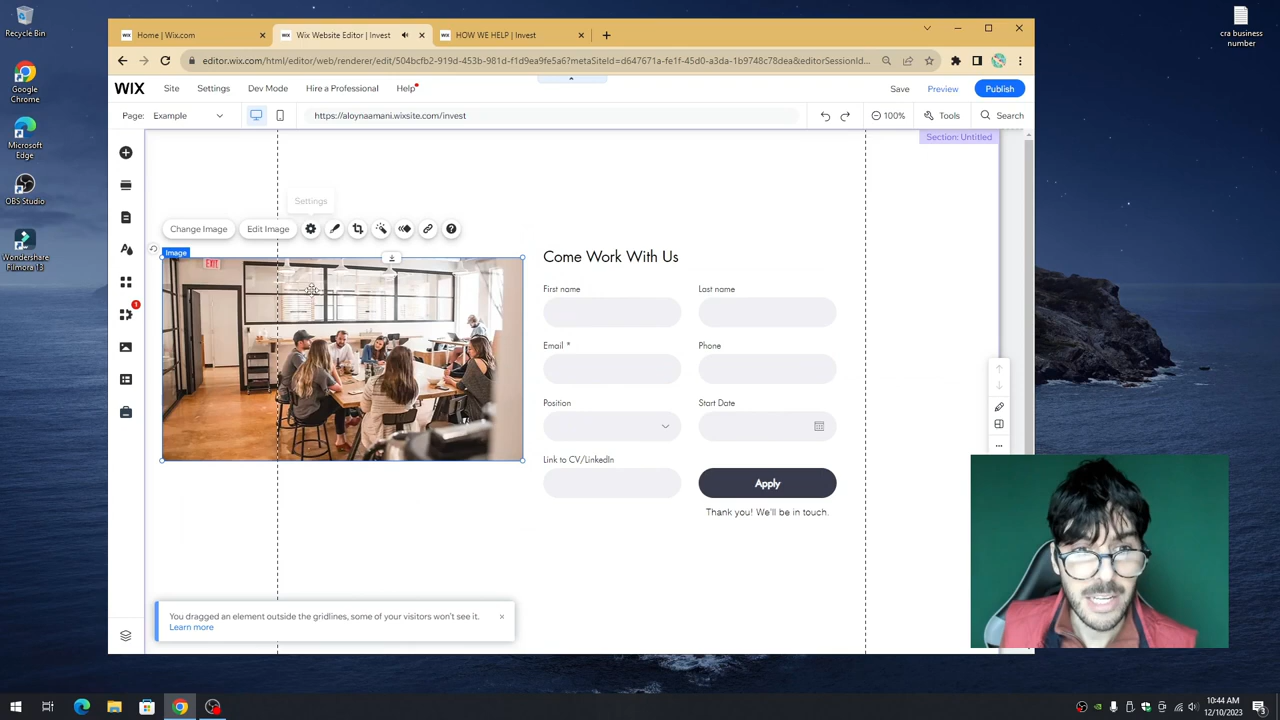 Recycle Bin
Google Chrome
Microsoft Edge
OBS Studio
Wondershare Filmora 13
cra business number
WIX Home | Wix.com
WIX Wix Website Editor | Invest
WIX HOW WE HELP | Invest
editor.wix.com/html/editor/web/renderer/edit/504bcfb2-919d-453b-981d-f1d9ea9fe5a6?metaSiteId=d647671a-fe1f-45d0-a3da-1b9748c78dea&editorSessionId...
WIX Site Settings Dev Mode Hire a Professional Help Save Preview Publish
Page: Example https://aloynaamani.wixsite.com/invest 100% Tools Search
Section: Untitled
Settings
Change Image Edit Image
Image
EXIT
1
Come Work With Us
First name Last name
Email * Phone
Position Start Date
Link to CV/LinkedIn
Apply
Thank you! We'll be in touch.
You dragged an element outside the gridlines, some of your visitors won't see it.
Learn more
10:44 AM
12/10/2023